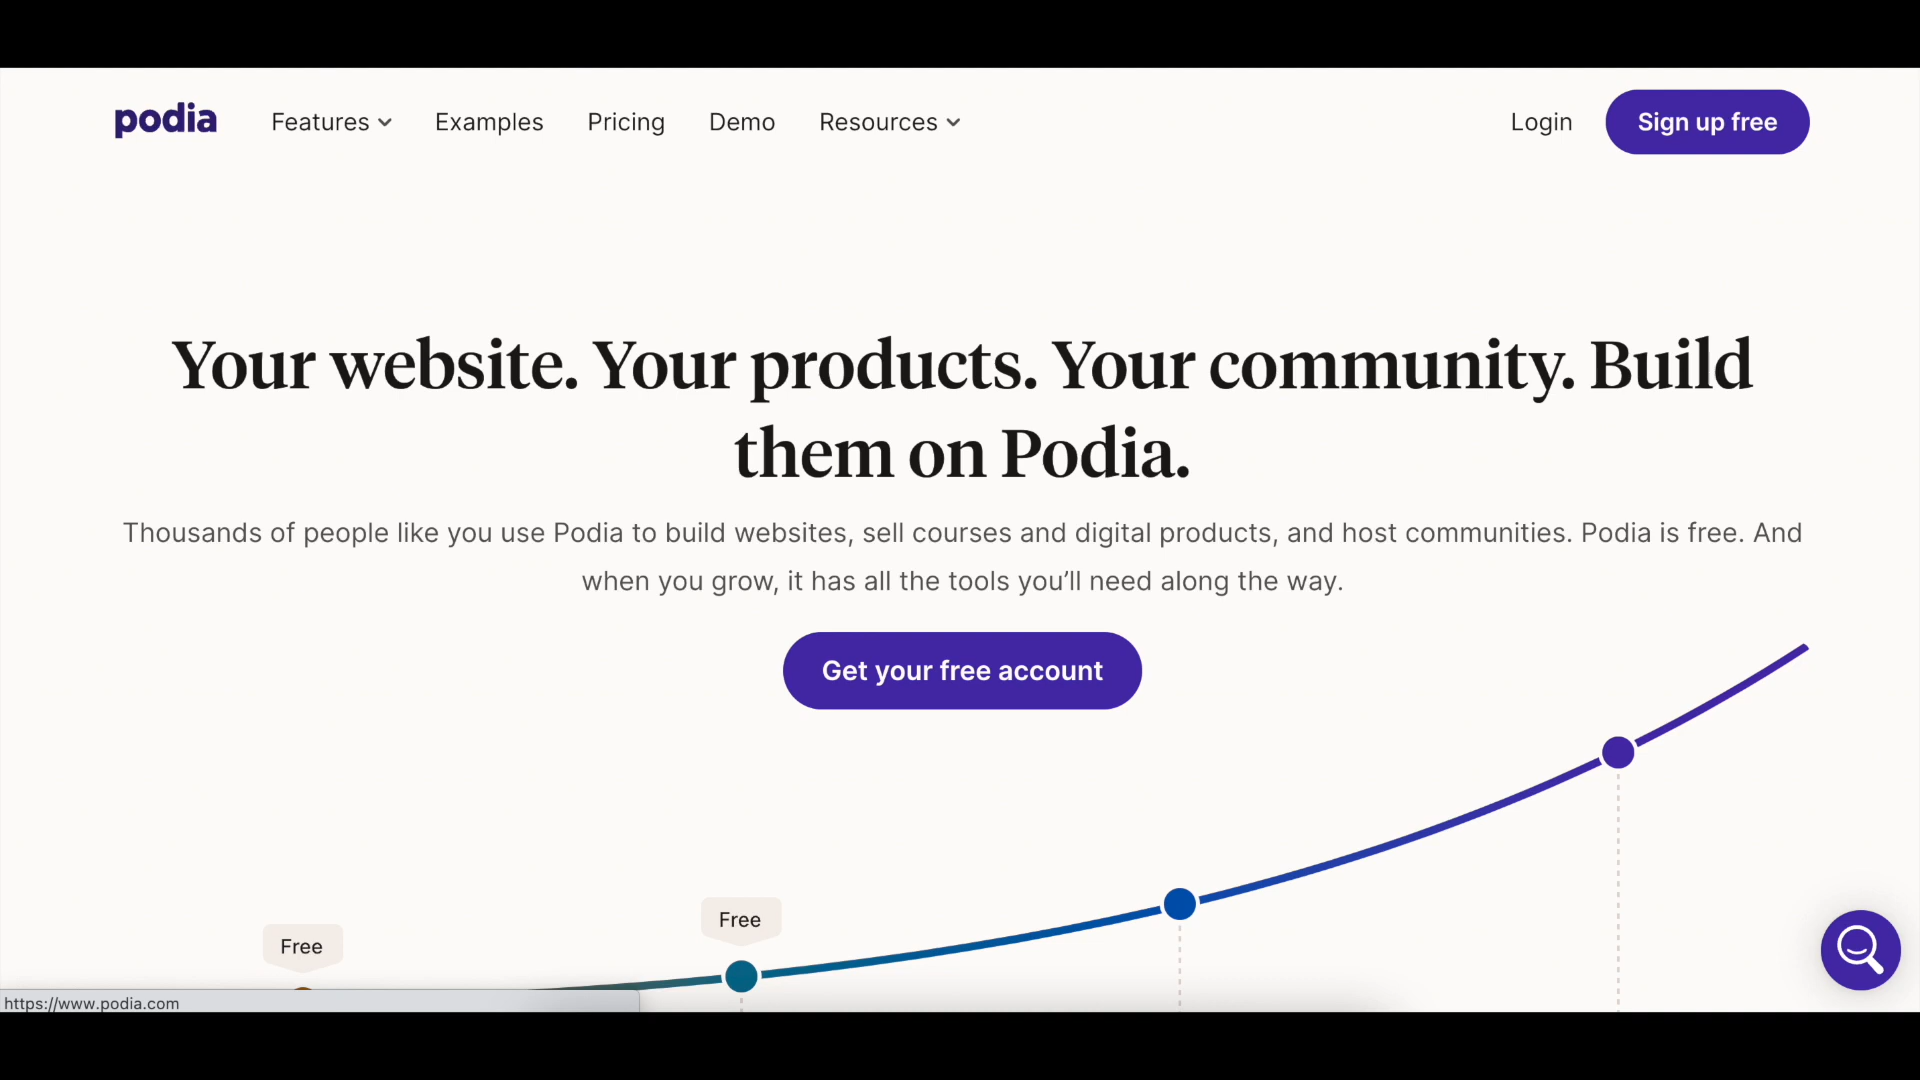 podia
Features
Examples
Pricing
Demo
Resources
Login
Sign up free
Your website. Your products. Your community. Build
them on Podia.
Thousands of people like you use Podia to build websites, sell courses and digital products, and host communities. Podia is free. And
when you grow, it has all the tools you’ll need along the way.
Get your free account
Free
Free
https://www.podia.com